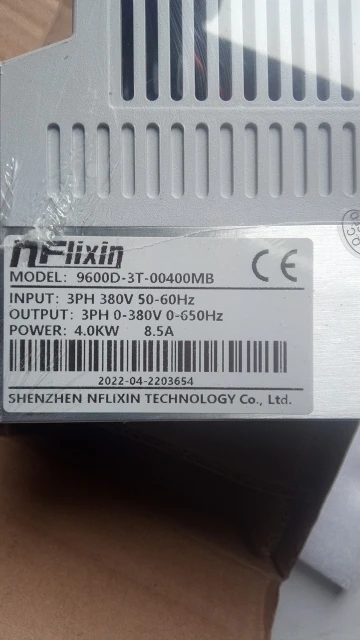 nFlixin
MODEL: 9600D-3T-00400MB
CE
INPUT: 3PH 380V 50-60Hz
OUTPUT: 3PH 0-380V 0-650Hz
POWER: 4.0KW 8.5A
2022-04-2203654
SHENZHEN NFLIXIN TECHNOLOGY Co., Ltd.